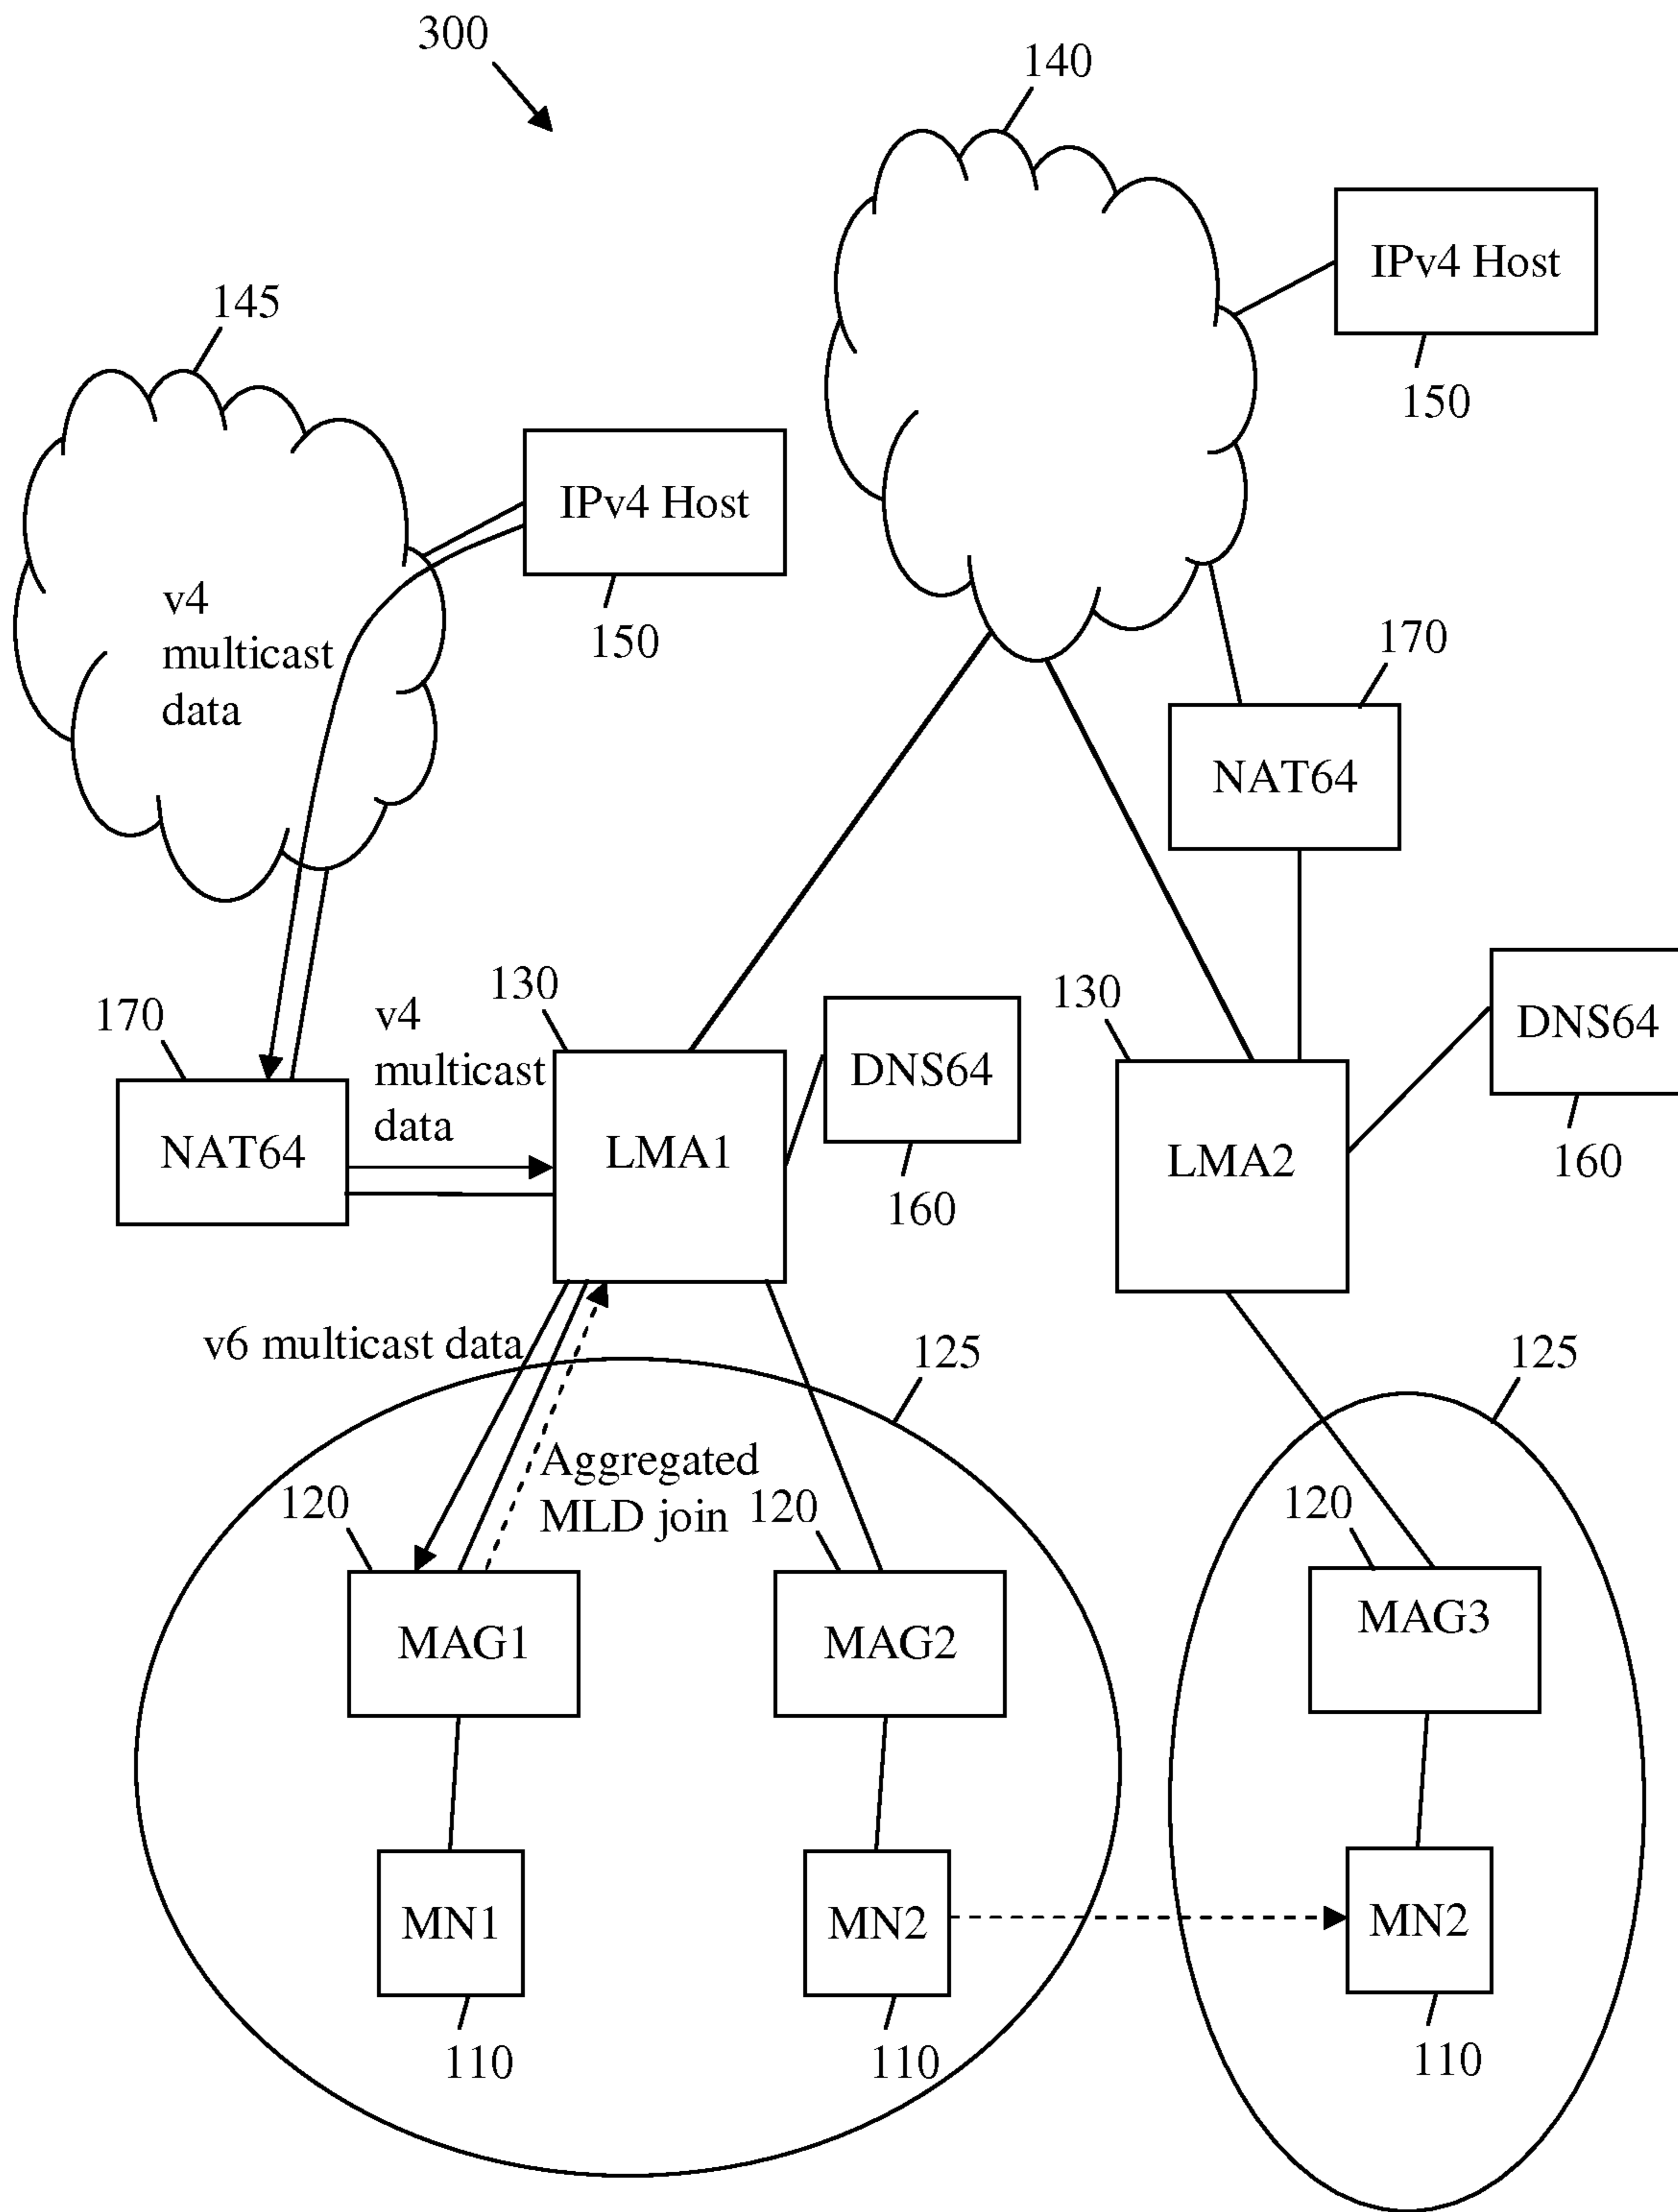 300
140
IPv4 Host
150
145
IPv4 Host
150
v4
multicast
data
170
NAT64
130
v4
multicast
data
170
NAT64
LMA1
DNS64
160
130
LMA2
DNS64
160
v6 multicast data
125
125
Aggregated
MLD join
120
120
120
MAG1
MAG2
MAG3
MN1
MN2
MN2
110
110
110